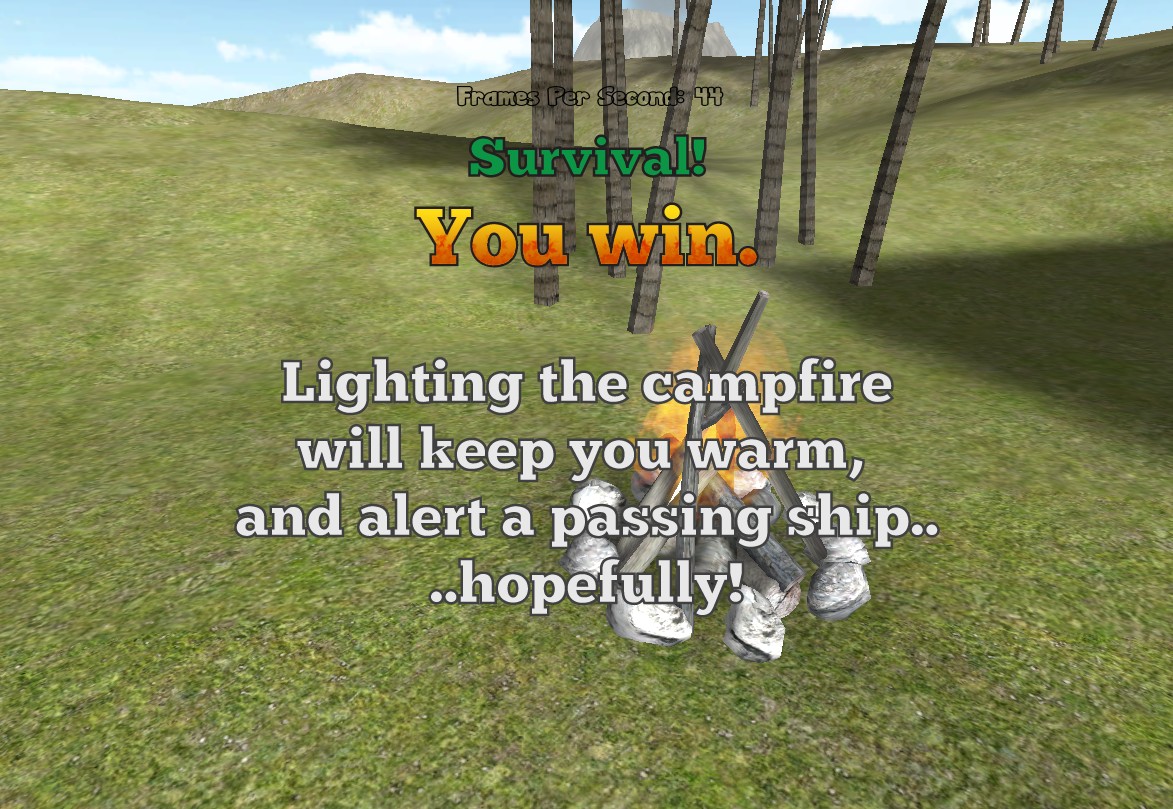 Frames Per Second: 44
Survival!
You win.
Lighting the campfire
will keep you warm,
and alert a passing ship..
..hopefully!